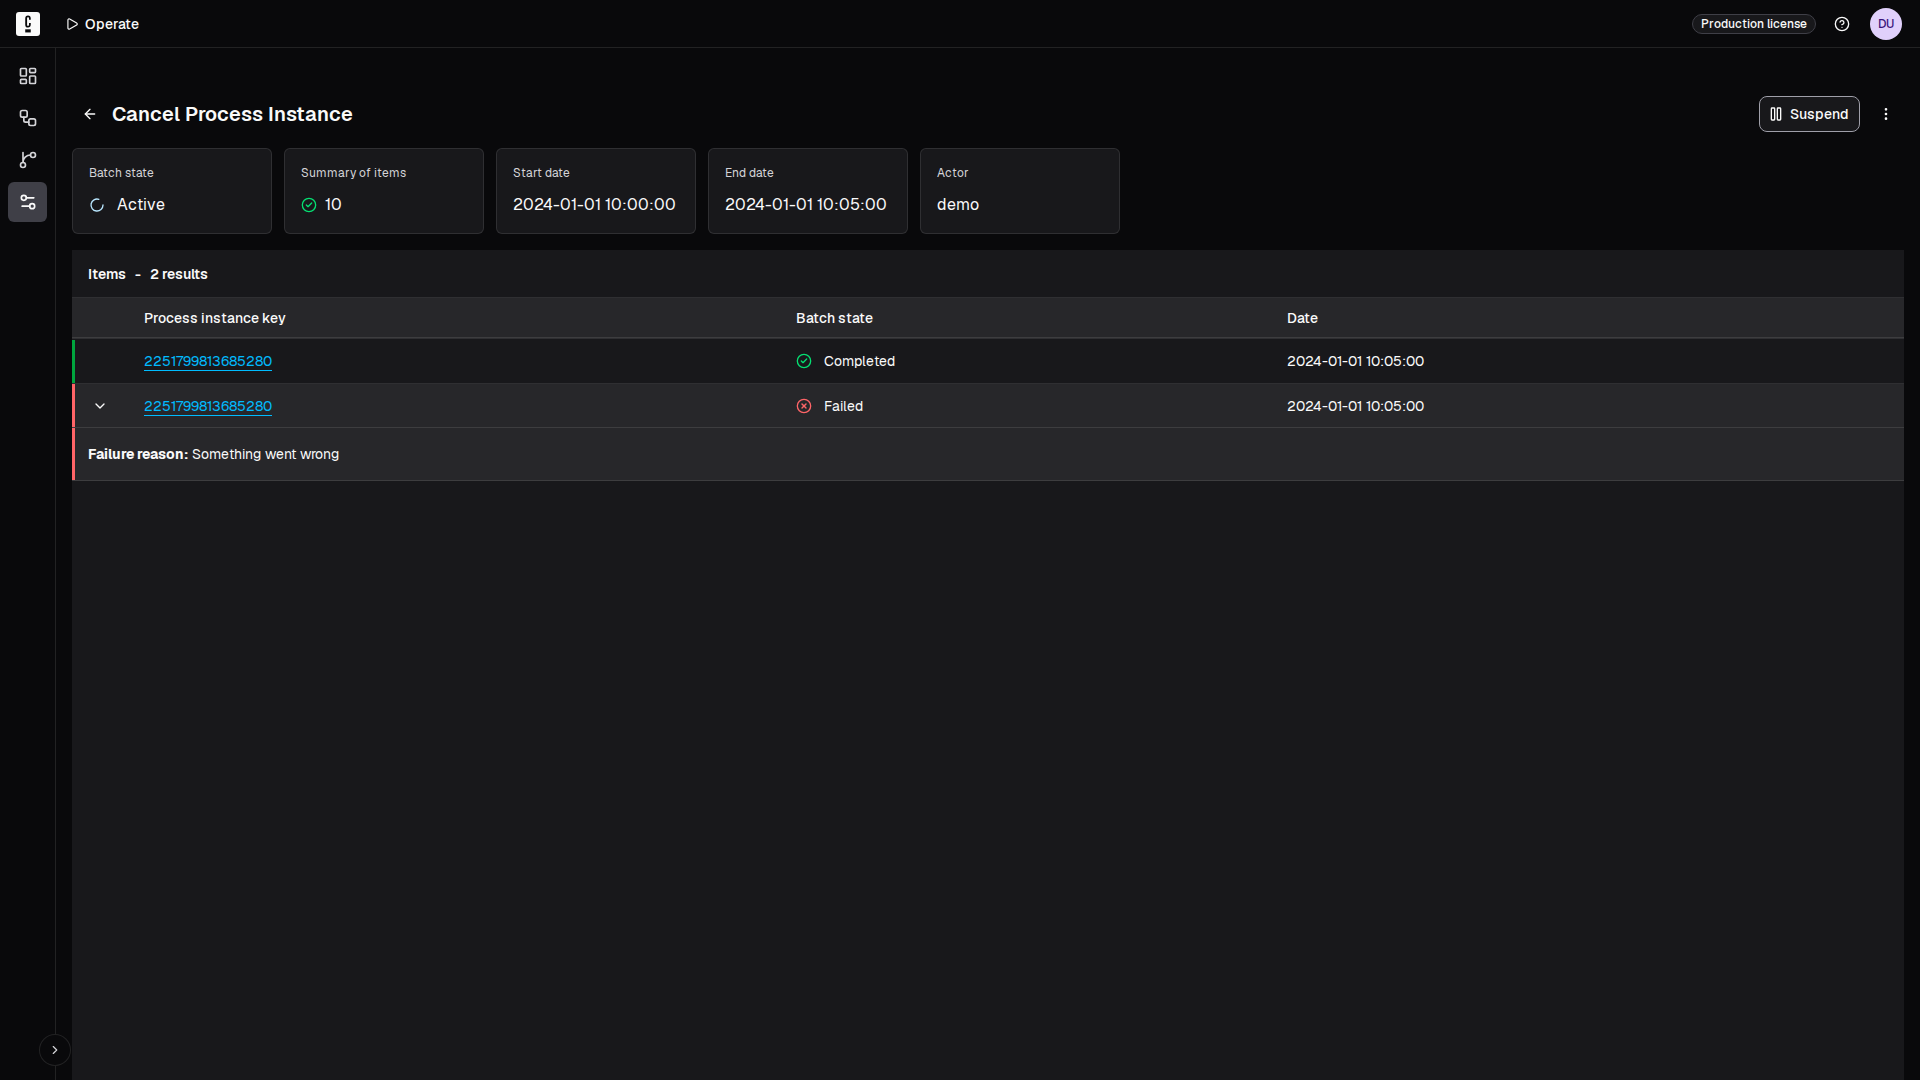 Operate
Production license
DU
Cancel Process Instance
Suspend
Batch state
Active
Summary of items
10
Start date
2024-01-01 10:00:00
End date
2024-01-01 10:05:00
Actor
demo
Items - 2 results
Process instance key Batch state Date
2251799813685280 Completed 2024-01-01 10:05:00
2251799813685280 Failed 2024-01-01 10:05:00
Failure reason: Something went wrong